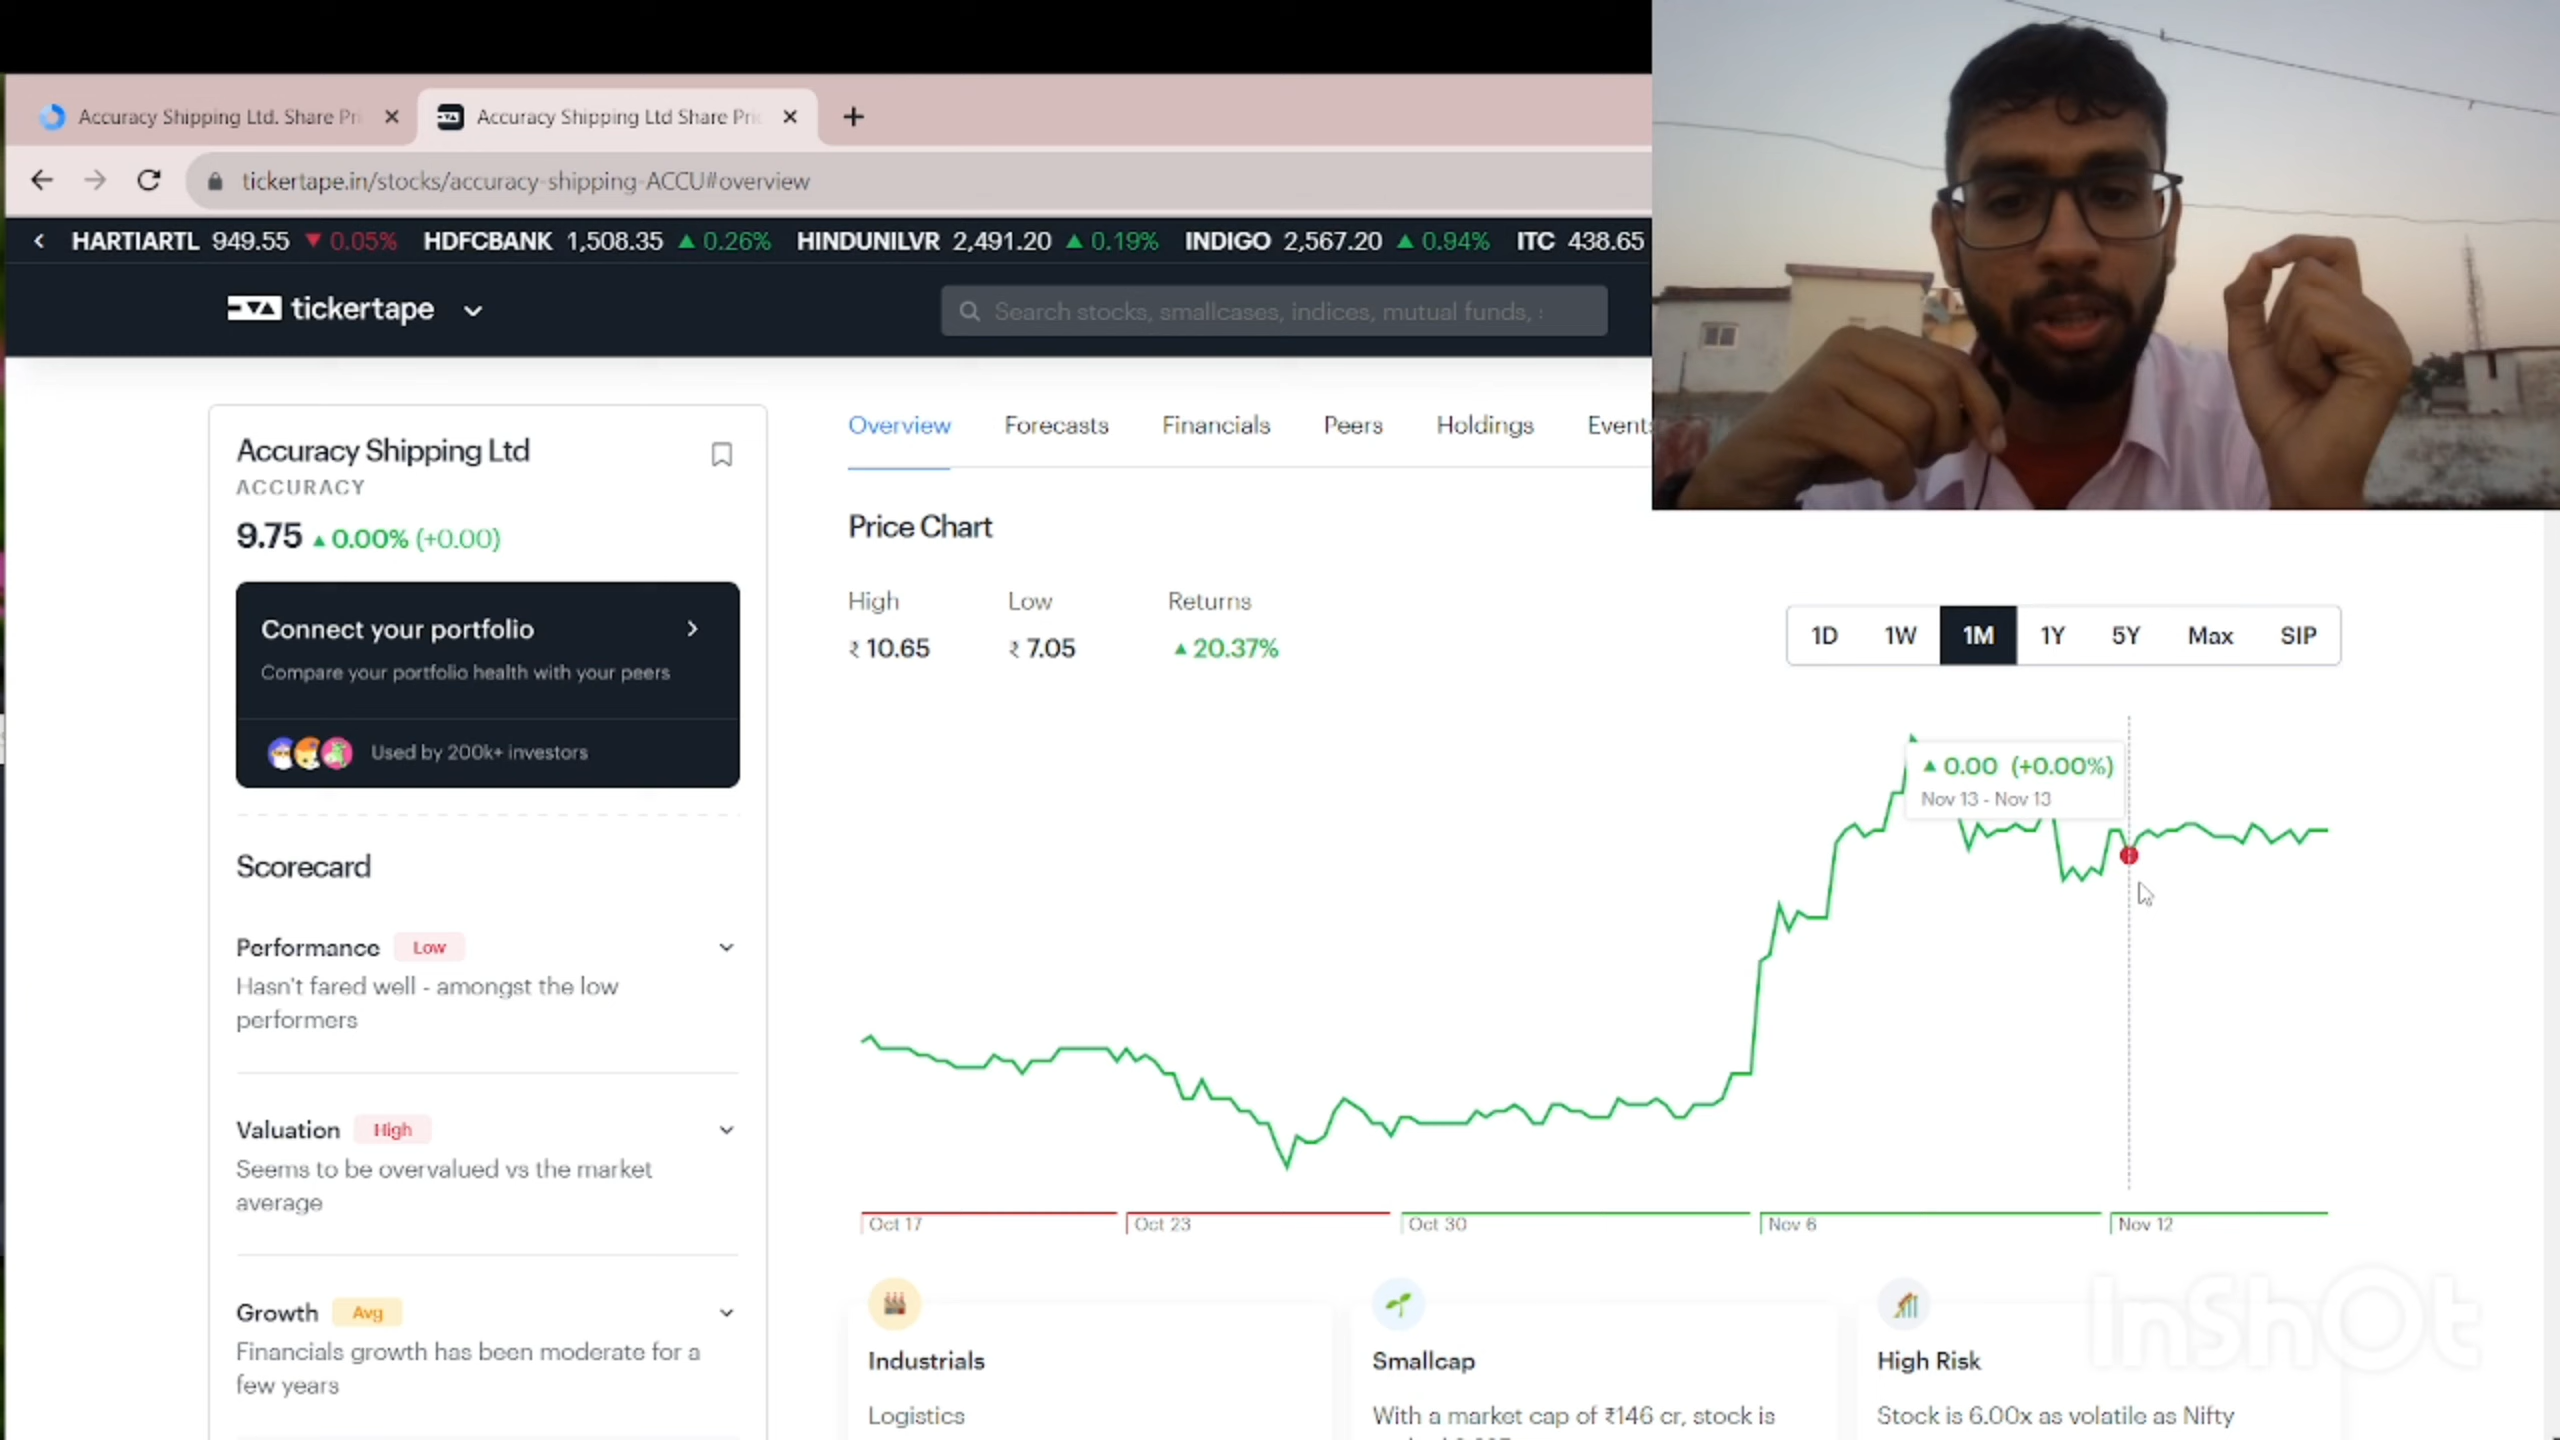 Accuracy Shipping Ltd. Share Pri
Accuracy Shipping Ltd Share Pric
tickertape.in/stocks/accuracy-shipping-ACCU#overview
HARTIARTL 949.55 ▼ 0.05% HDFCBANK 1,508.35 ▲ 0.26% HINDUNILVR 2,491.20 ▲ 0.19% INDIGO 2,567.20 ▲ 0.94% ITC 438.65
tickertape
Search stocks, smallcases, indices, mutual funds,
Accuracy Shipping Ltd
ACCURACY
9.75 ▲ 0.00% (+0.00)
Connect your portfolio
Compare your portfolio health with your peers
Used by 200k+ investors
Scorecard
Performance Low
Hasn't fared well - amongst the low
performers
Valuation High
Seems to be overvalued vs the market
average
Growth Avg
Financials growth has been moderate for a
few years
Overview Forecasts Financials Peers Holdings Events
Price Chart
High Low Returns
₹ 10.65 ₹ 7.05 ▲ 20.37%
1D 1W 1M 1Y 5Y Max SIP
▲ 0.00 (+0.00%)
Nov 13 - Nov 13
Oct 17 Oct 23 Oct 30 Nov 6 Nov 12
Industrials
Logistics
Smallcap
With a market cap of ₹146 cr, stock is
High Risk
Stock is 6.00x as volatile as Nifty
InShOt